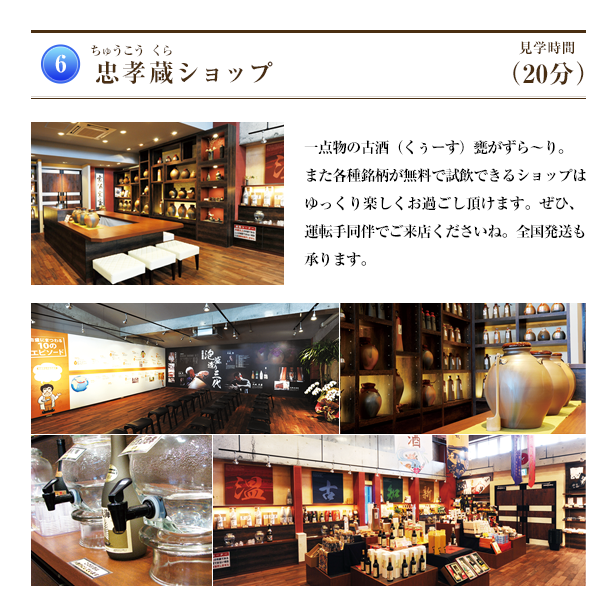 6
ちゅうこう くら
忠孝蔵ショップ
見学時間
（20分）
一点物の古酒（くぅーす）甕がずら〜り。
また各種銘柄が無料で試飲できるショップは
ゆっくり楽しくお過ごし頂けます。ぜひ、
運転手同伴でご来店くださいね。全国発送も
承ります。
10の
エピソード
温
古
知
新
酒